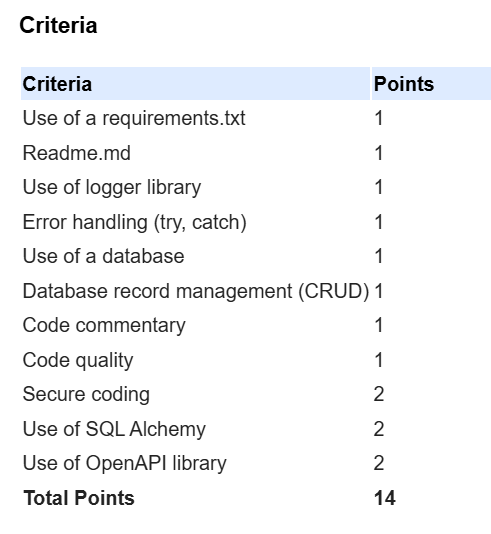 Criteria
Criteria Points
Use of a requirements.txt 1
Readme.md 1
Use of logger library 1
Error handling (try, catch) 1
Use of a database 1
Database record management (CRUD) 1
Code commentary 1
Code quality 1
Secure coding 2
Use of SQL Alchemy 2
Use of OpenAPI library 2
Total Points 14